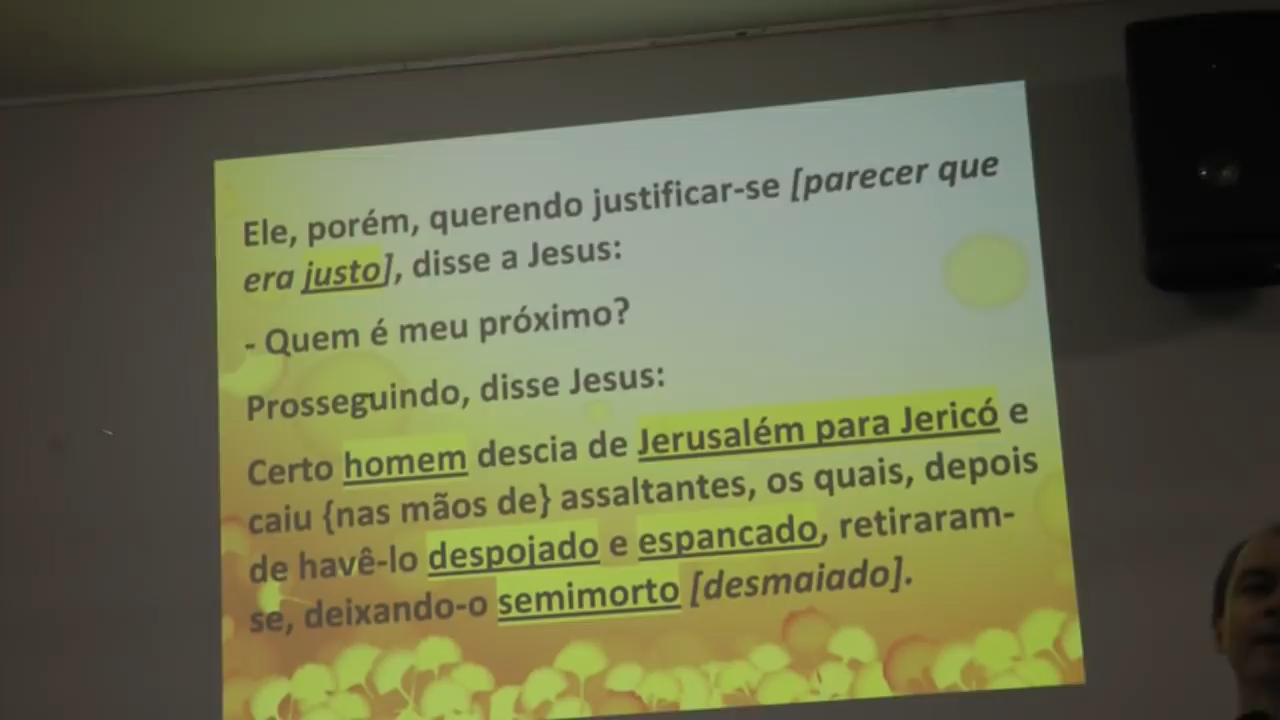 Ele, porém, querendo justificar-se [parecer que
era justo], disse a Jesus:
- Quem é meu próximo?
Prosseguindo, disse Jesus:
Certo homem descia de Jerusalém para Jericó e
caiu {nas mãos de} assaltantes, os quais, depois
de havê-lo despojado e espancado, retiraram-
se, deixando-o semimorto [desmaiado].